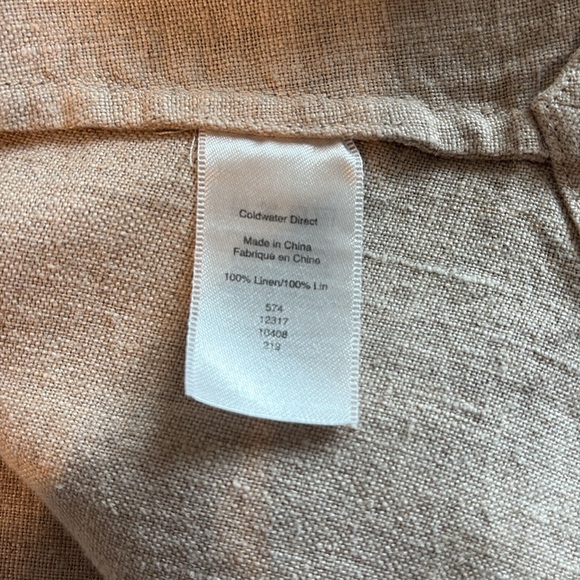 Coldwater Direct
Made in China
Fabriqué en Chine
100% Linen/100% Lin
574
12317
10408
219